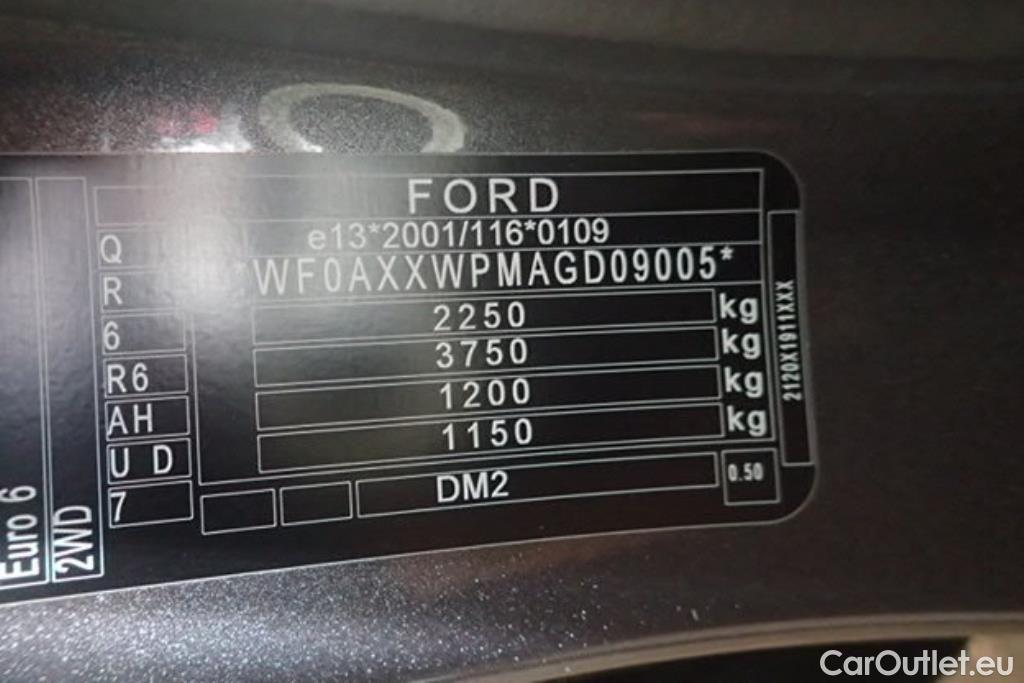 FORD
e13*2001/116*0109
*WF0AXXWPMAGD09005*
2250 kg
3750 kg
1200 kg
1150 kg
DM2
0.50
Q
R
6
R6
AH
U D
7
Euro 6
2WD
2120X1911XXX
CarOutlet.eu